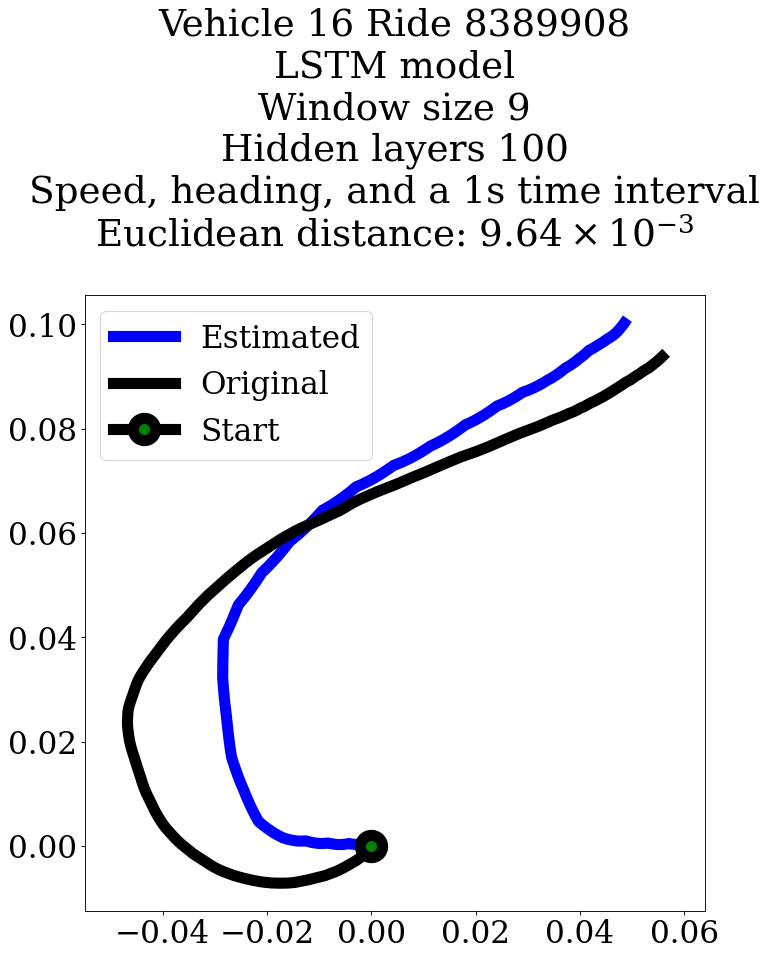 Vehicle 16 Ride 8389908
LSTM model
Window size 9
Hidden layers 100
Speed, heading, and a 1s time interval
Euclidean distance: 9.64 × 10⁻³
Estimated
Original
Start
0.10
0.08
0.06
0.04
0.02
0.00
−0.04 −0.02 0.00 0.02 0.04 0.06